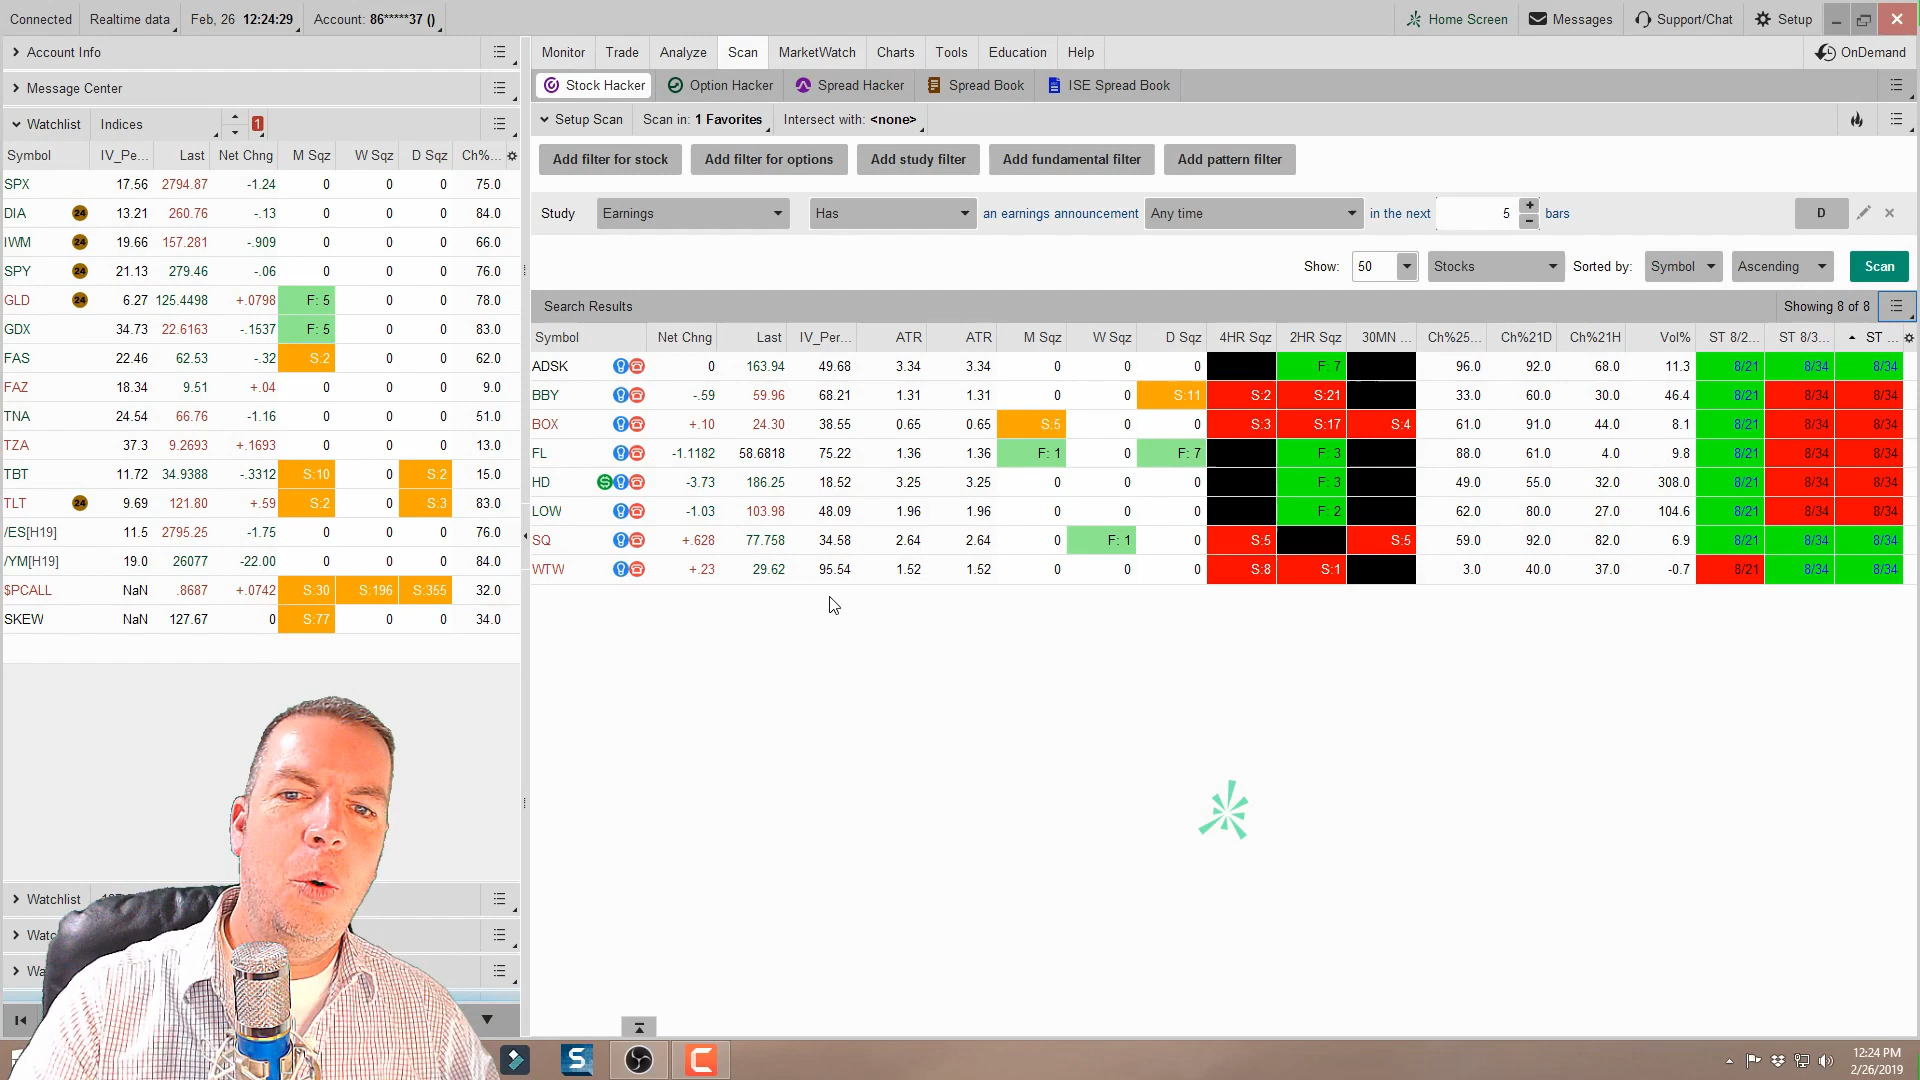 Connected Realtime data Feb, 26 12:24:29 Account: 86*****37 () Home Screen Messages Support/Chat Setup
Account Info Monitor Trade Analyze Scan MarketWatch Charts Tools Education Help OnDemand
Message Center Stock Hacker Option Hacker Spread Hacker Spread Book ISE Spread Book
Watchlist Indices 1
Setup Scan Scan in: 1 Favorites Intersect with: <none>
Symbol IV_Pe... Last Net Chng M Sqz W Sqz D Sqz Ch%...
SPX 17.56 2794.87 -1.24 0 0 0 75.0
DIA 24 13.21 260.76 -.13 0 0 0 84.0
IWM 24 19.66 157.281 -.909 0 0 0 66.0
SPY 24 21.13 279.46 -.06 0 0 0 76.0
GLD 24 6.27 125.4498 +.0798 F: 5 0 0 78.0
GDX 34.73 22.6163 -.1537 F: 5 0 0 83.0
FAS 22.46 62.53 -.32 S:2 0 0 62.0
FAZ 18.34 9.51 +.04 0 0 0 9.0
TNA 24.54 66.76 -1.16 0 0 0 51.0
TZA 37.3 9.2693 +.1693 0 0 0 13.0
TBT 11.72 34.9388 -.3312 S:10 0 S:2 15.0
TLT 24 9.69 121.80 +.59 S:2 0 S:3 83.0
/ES[H19] 11.5 2795.25 -1.75 0 0 0 76.0
/YM[H19] 19.0 26077 -22.00 0 0 0 84.0
$PCALL NaN .8687 +.0742 S:30 S:196 S:355 32.0
SKEW NaN 127.67 0 S:77 0 0 34.0
Watchlist
Add filter for stock Add filter for options Add study filter Add fundamental filter Add pattern filter
Study Earnings Has an earnings announcement Any time in the next 5 bars D
Show: 50 Stocks Sorted by: Symbol Ascending Scan
Search Results Showing 8 of 8
Symbol Net Chng Last IV_Per... ATR ATR M Sqz W Sqz D Sqz 4HR Sqz 2HR Sqz 30MN ... Ch%25... Ch%21D Ch%21H Vol% ST 8/2... ST 8/3... ST ...
ADSK 0 163.94 49.68 3.34 3.34 0 0 0 F: 7 96.0 92.0 68.0 11.3 8/21 8/34 8/34
BBY -.59 59.96 68.21 1.31 1.31 0 0 S:11 S:2 S:21 33.0 60.0 30.0 46.4 8/21 8/34 8/34
BOX +.10 24.30 38.55 0.65 0.65 S:5 0 0 S:3 S:17 S:4 61.0 91.0 44.0 8.1 8/21 8/34 8/34
FL -1.1182 58.6818 75.22 1.36 1.36 F: 1 0 F: 7 F: 3 88.0 61.0 4.0 9.8 8/21 8/34 8/34
HD -3.73 186.25 18.52 3.25 3.25 0 0 0 F: 3 49.0 55.0 32.0 308.0 8/21 8/34 8/34
LOW -1.03 103.98 48.09 1.96 1.96 0 0 0 F: 2 62.0 80.0 27.0 104.6 8/21 8/34 8/34
SQ +.628 77.758 34.58 2.64 2.64 0 F: 1 0 S:5 S:5 59.0 92.0 82.0 6.9 8/21 8/34 8/34
WTW +.23 29.62 95.54 1.52 1.52 0 0 0 S:8 S:1 3.0 40.0 37.0 -0.7 8/21 8/34 8/34
12:24 PM
2/26/2019